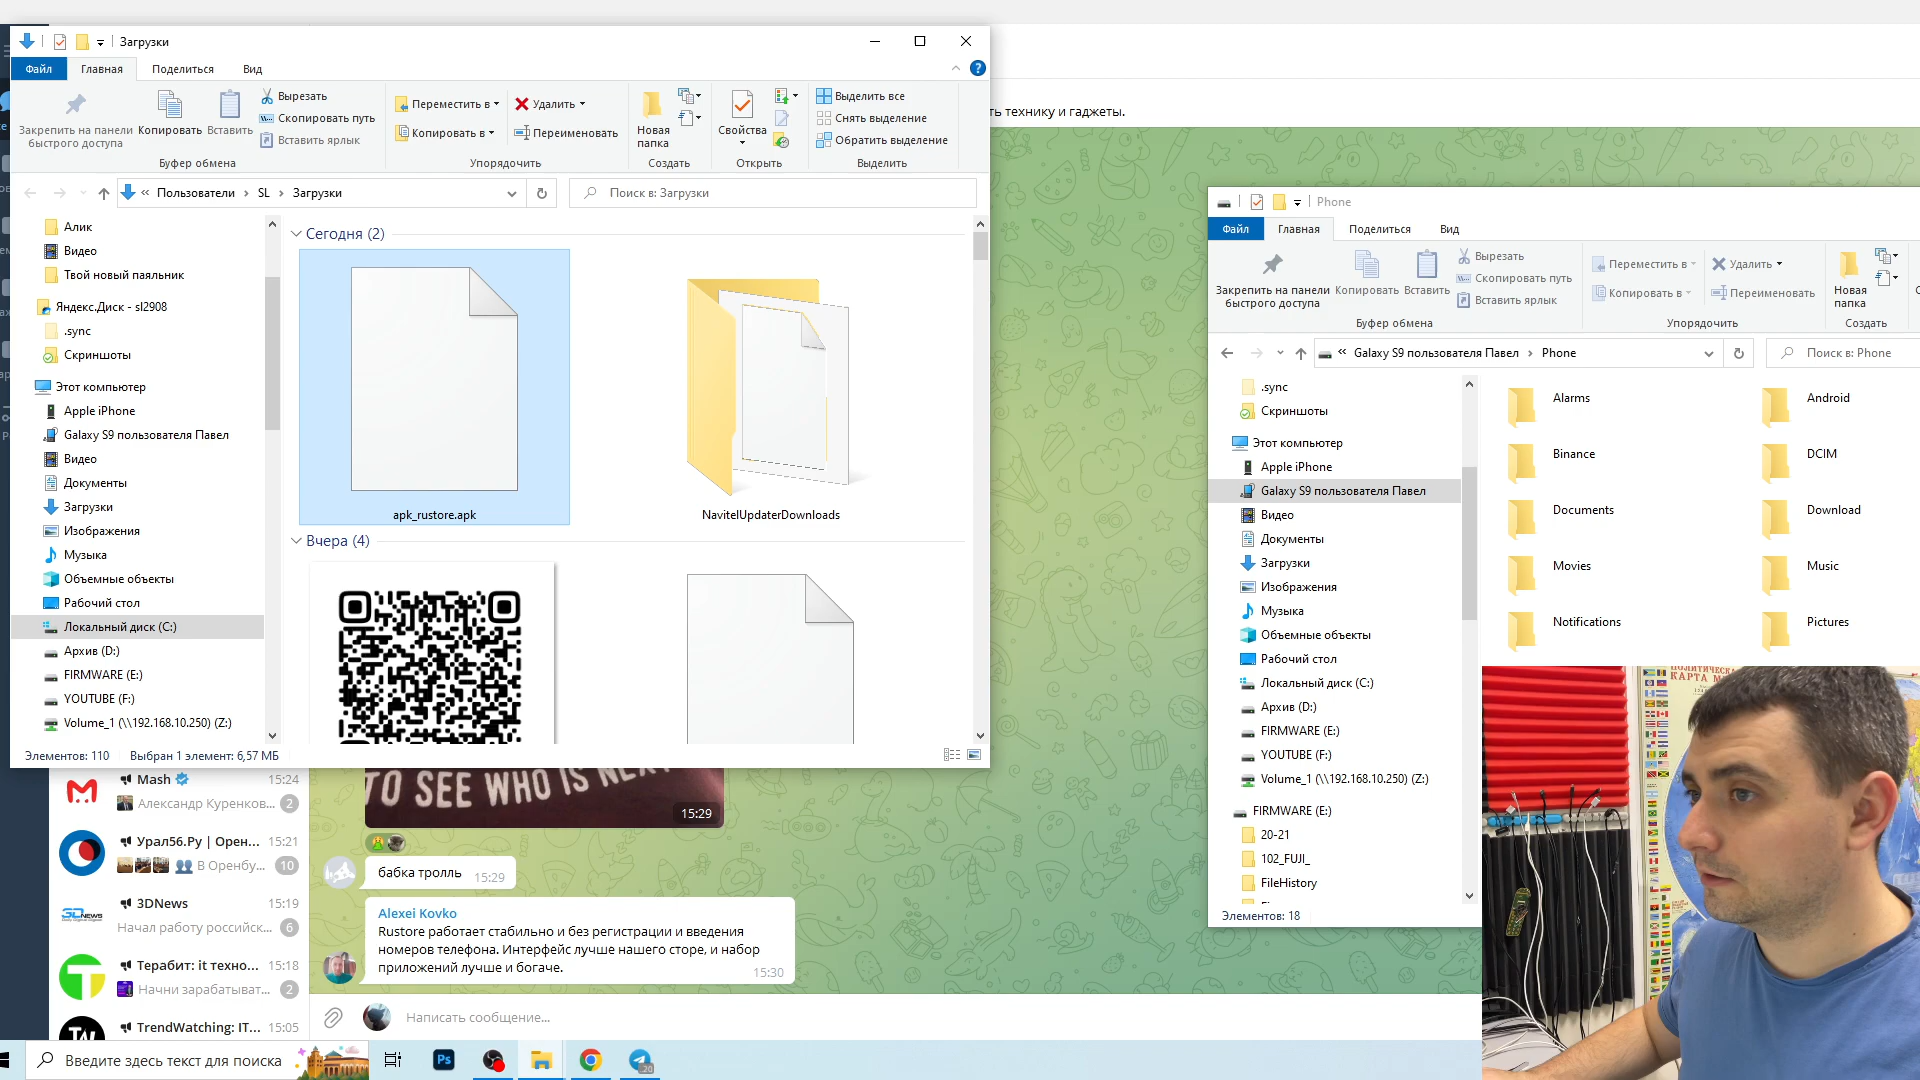 Загрузки
Файл
Главная
Поделиться
Вид
Закрепить на панели
быстрого доступа
Копировать
Вставить
Вырезать
Скопировать путь
Вставить ярлык
Буфер обмена
Переместить в
Копировать в
Удалить
Переименовать
Упорядочить
Новая
папка
Создать
Свойства
Открыть
Выделить все
Снять выделение
Обратить выделение
Выделить
« Пользователи › SL › Загрузки
Поиск в: Загрузки
Алик
Видео
Твой новый паяльник
Яндекс.Диск - sl2908
.sync
Скриншоты
Этот компьютер
Apple iPhone
Galaxy S9 пользователя Павел
Видео
Документы
Загрузки
Изображения
Музыка
Объемные объекты
Рабочий стол
Локальный диск (C:)
Архив (D:)
FIRMWARE (E:)
YOUTUBE (F:)
Volume_1 (\\192.168.10.250) (Z:)
Сегодня (2)
apk_rustore.apk
NavitelUpdaterDownloads
Вчера (4)
Элементов: 110
Выбран 1 элемент: 6,57 МБ
ть технику и гаджеты.
Phone
Файл
Главная
Поделиться
Вид
Закрепить на панели
быстрого доступа
Копировать
Вставить
Вырезать
Скопировать путь
Вставить ярлык
Буфер обмена
Переместить в
Копировать в
Удалить
Переименовать
Упорядочить
Новая
папка
Создать
« Galaxy S9 пользователя Павел › Phone
Поиск в: Phone
.sync
Скриншоты
Этот компьютер
Apple iPhone
Galaxy S9 пользователя Павел
Видео
Документы
Загрузки
Изображения
Музыка
Объемные объекты
Рабочий стол
Локальный диск (C:)
Архив (D:)
FIRMWARE (E:)
YOUTUBE (F:)
Volume_1 (\\192.168.10.250) (Z:)
FIRMWARE (E:)
20-21
102_FUJI_
FileHistory
Alarms
Android
Binance
DCIM
Documents
Download
Movies
Music
Notifications
Pictures
Элементов: 18
ПОЛИТИЧЕСКАЯ
КАРТА М
Mash 15:24
Александр Куренков... 2
Урал56.Ру | Орен... 15:21
В Оренбу... 10
3DNEWS
3DNews 15:19
Начал работу российск... 6
Терабит: it техно... 15:18
Начни зарабатыват... 2
TrendWatching: IT... 15:05
TO SEE WHO IS NEXT
15:29
бабка тролль 15:29
Alexei Kovko
Rustore работает стабильно и без регистрации и введения
номеров телефона. Интерфейс лучше нашего сторе, и набор
приложений лучше и богаче. 15:30
Написать сообщение...
Введите здесь текст для поиска
Ps
20